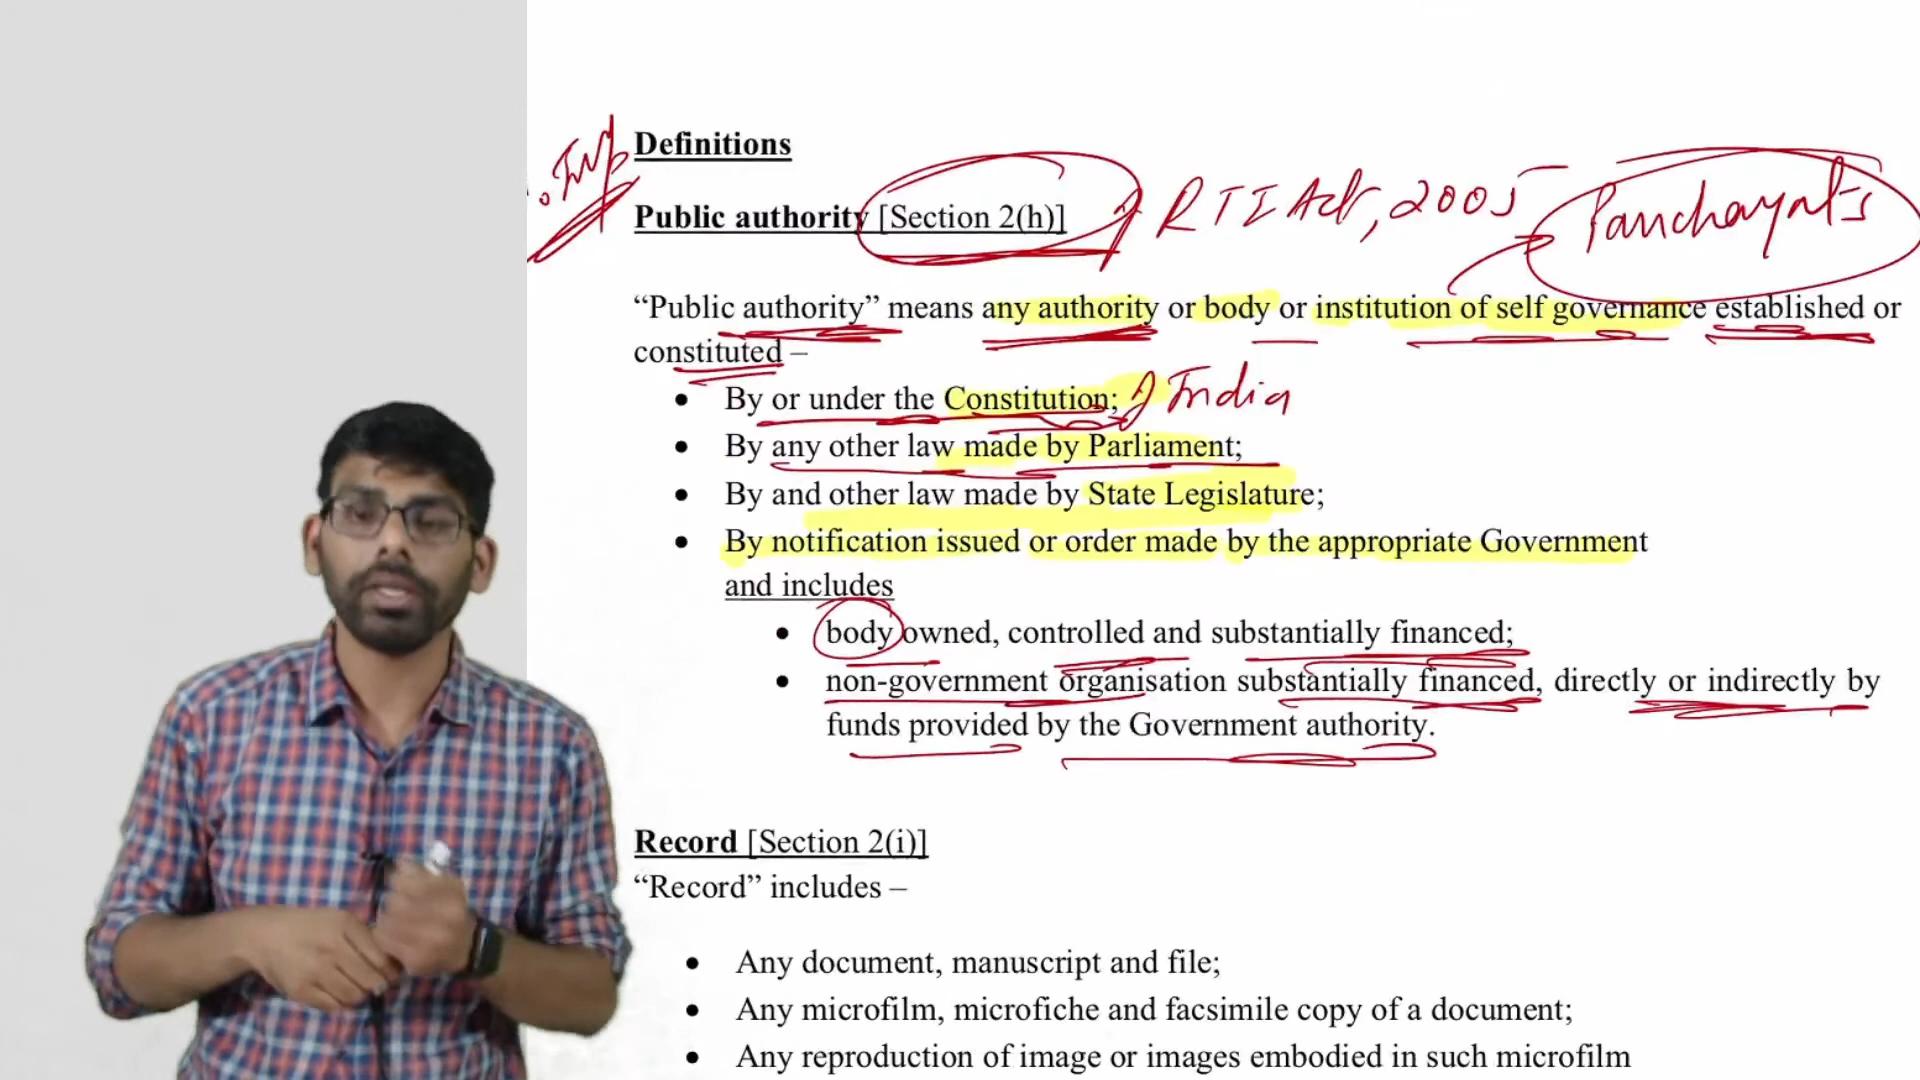 Definitions
. Imp
Public authority [Section 2(h)] RTI Act, 2005 Panchayats
“Public authority” means any authority or body or institution of self governance established or
constituted –
• By or under the Constitution; of India
• By any other law made by Parliament;
• By and other law made by State Legislature;
• By notification issued or order made by the appropriate Government
and includes
• body owned, controlled and substantially financed;
• non-government organisation substantially financed, directly or indirectly by
funds provided by the Government authority.
Record [Section 2(i)]
“Record” includes –
• Any document, manuscript and file;
• Any microfilm, microfiche and facsimile copy of a document;
• Any reproduction of image or images embodied in such microfilm